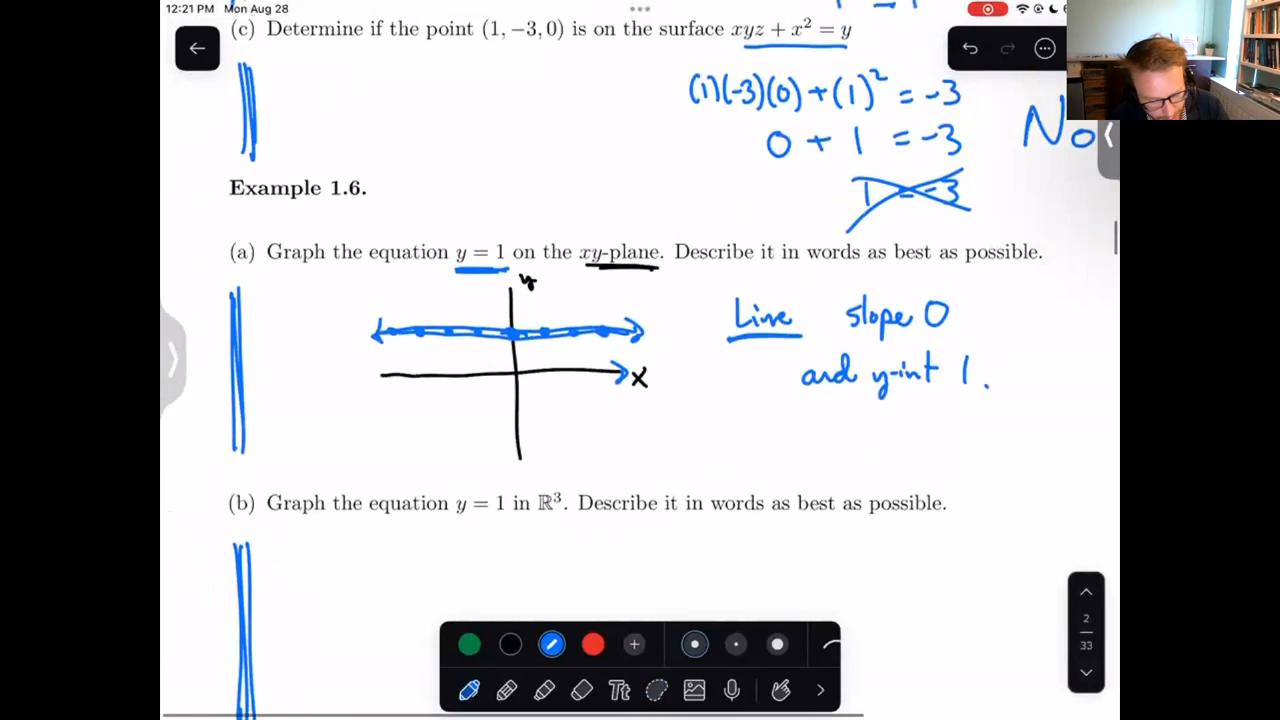 12:21 PM Mon Aug 28
(c) Determine if the point (1, −3, 0) is on the surface xyz + x² = y
(1)(-3)(0) + (1)² = -3
0 + 1 = -3
No
1 = -3
Example 1.6.
(a) Graph the equation y = 1 on the xy-plane. Describe it in words as best as possible.
y
Line slope 0
x
and y-int 1.
(b) Graph the equation y = 1 in ℝ³. Describe it in words as best as possible.
2
33
Tt